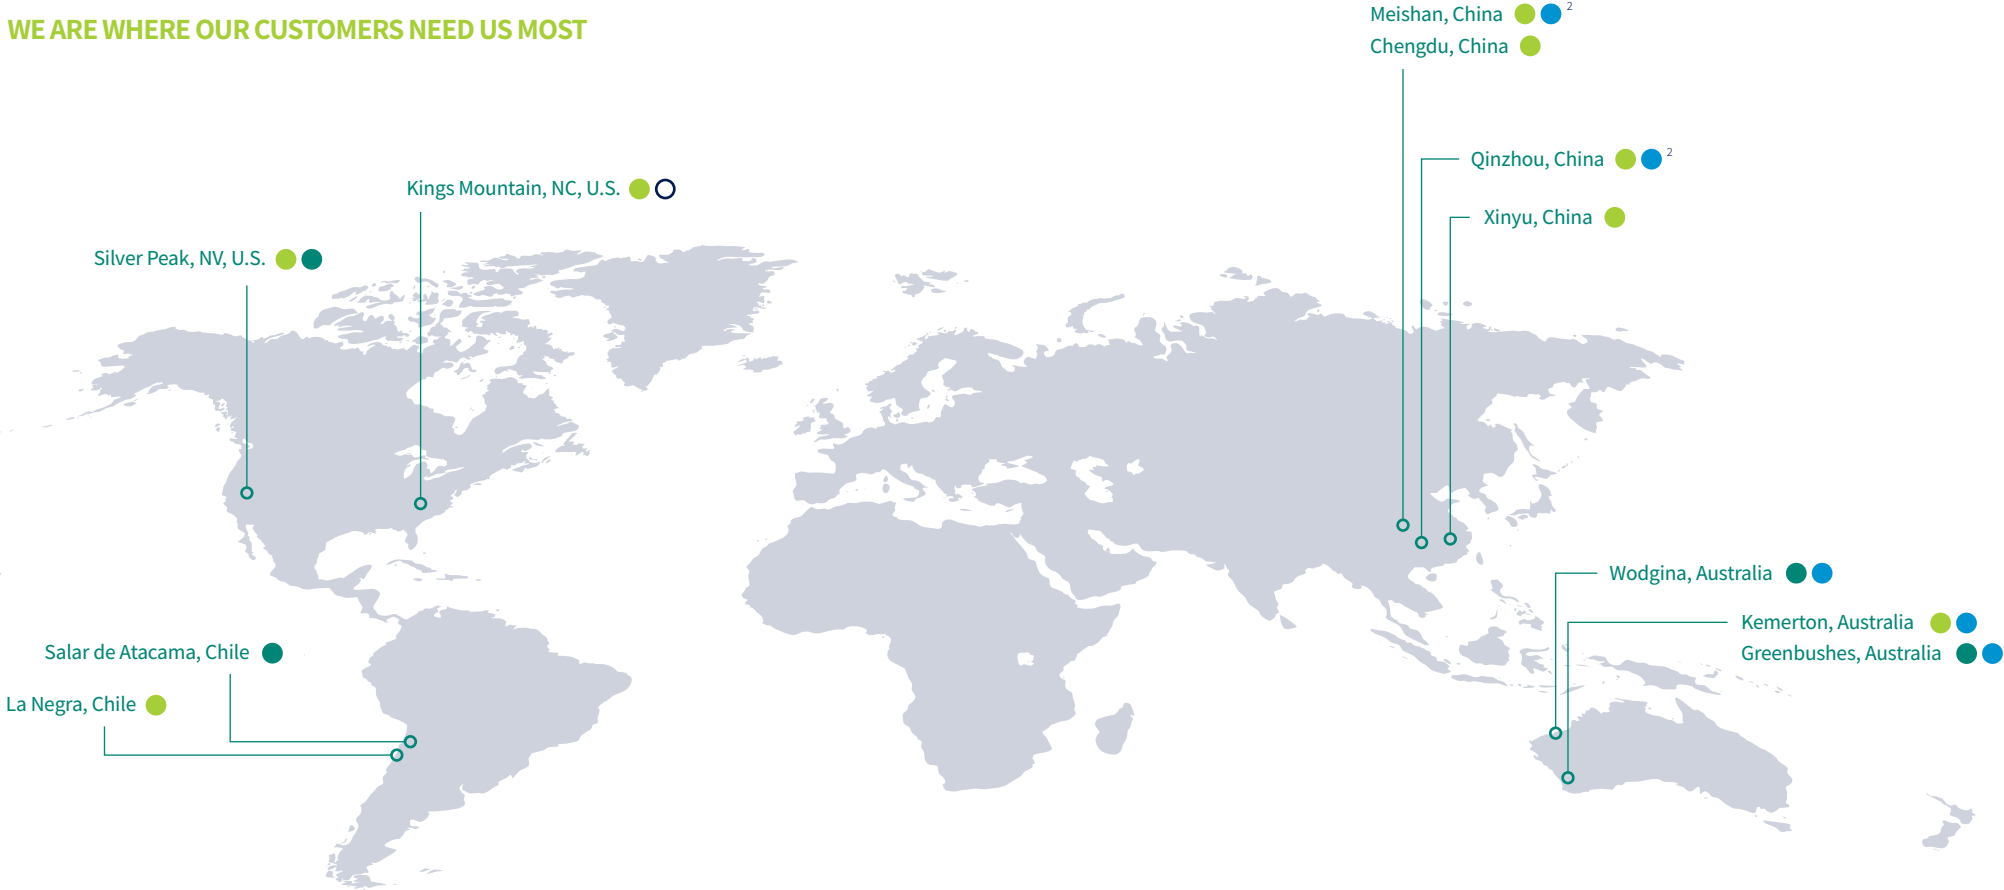 WE ARE WHERE OUR CUSTOMERS NEED US MOST
Meishan, China 2
Chengdu, China
Qinzhou, China 2
Kings Mountain, NC, U.S.
Xinyu, China
Silver Peak, NV, U.S.
Wodgina, Australia
Kemerton, Australia
Salar de Atacama, Chile
Greenbushes, Australia
La Negra, Chile